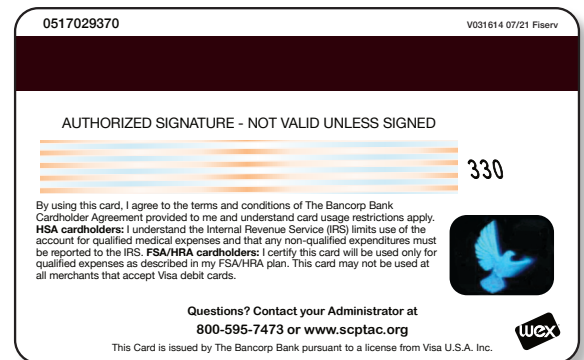 0517029370
V031614 07/21 Fiserv
AUTHORIZED SIGNATURE - NOT VALID UNLESS SIGNED
330
By using this card, I agree to the terms and conditions of The Bancorp Bank
Cardholder Agreement provided to me and understand card usage restrictions apply.
HSA cardholders: I understand the Internal Revenue Service (IRS) limits use of the
account for qualified medical expenses and that any non-qualified expenditures must
be reported to the IRS. FSA/HRA cardholders: I certify this card will be used only for
qualified expenses as described in my FSA/HRA plan. This card may not be used at
all merchants that accept Visa debit cards.
Questions? Contact your Administrator at
800-595-7473 or www.scptac.org
wex
This Card is issued by The Bancorp Bank pursuant to a license from Visa U.S.A. Inc.